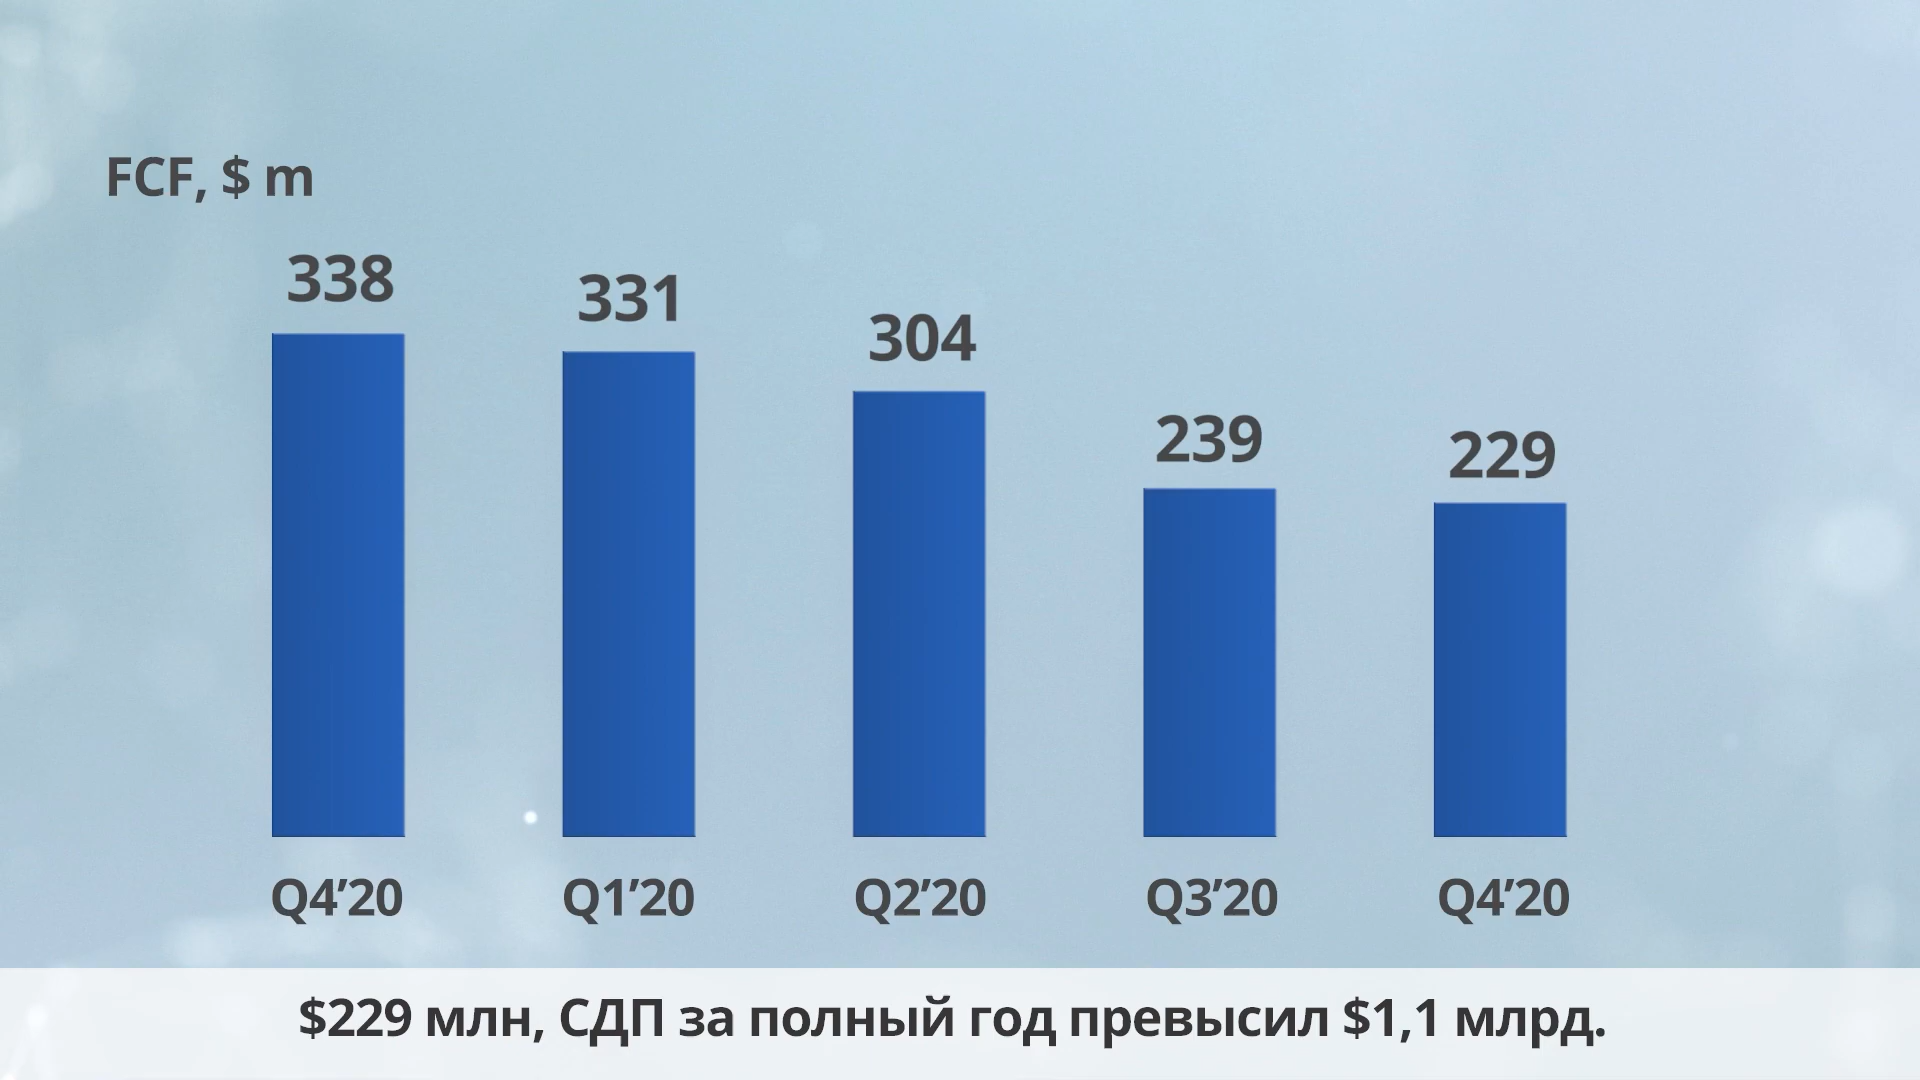 FCF, $ m
338
331
304
239
229
Q4’20
Q1’20
Q2’20
Q3’20
Q4’20
$229 млн, СДП за полный год превысил $1,1 млрд.